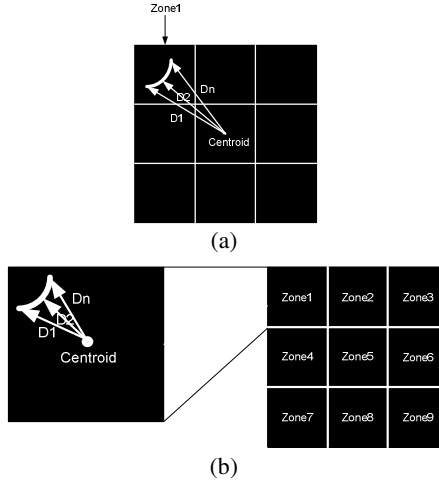 Zone1
Dn
D2
D1
Centroid
(a)
Dn
D2
D1
Centroid
Zone1 Zone2 Zone3
Zone4 Zone5 Zone6
Zone7 Zone8 Zone9
(b)